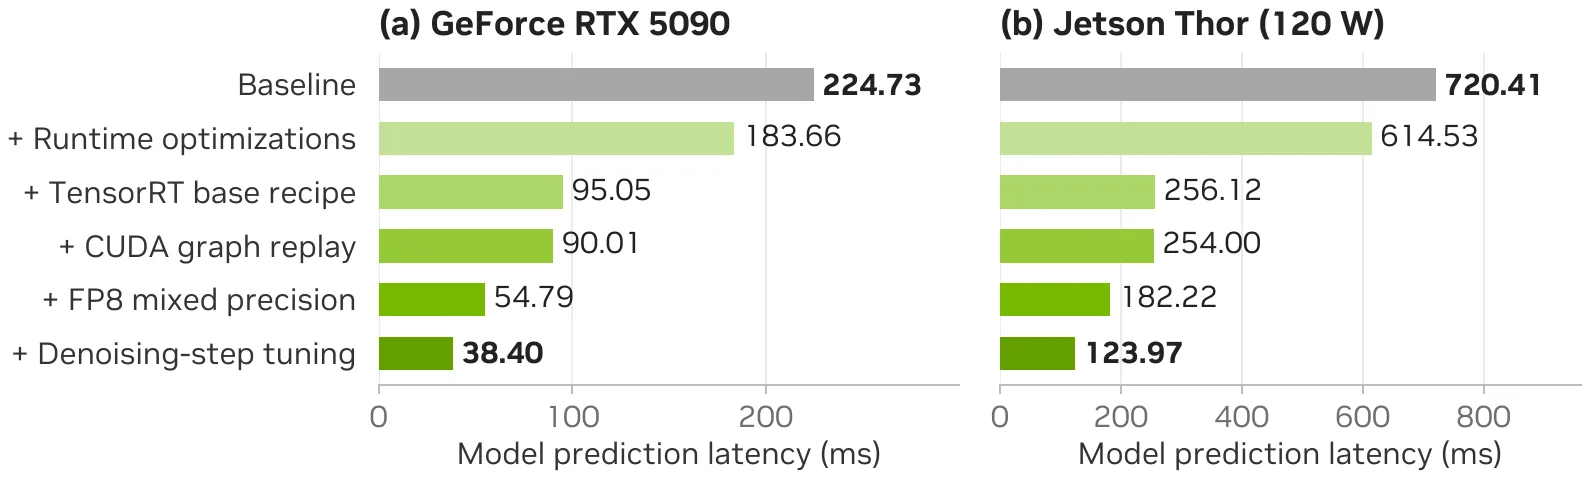 (a) GeForce RTX 5090
(b) Jetson Thor (120 W)
Baseline
224.73
720.41
+ Runtime optimizations
183.66
614.53
+ TensorRT base recipe
95.05
256.12
+ CUDA graph replay
90.01
254.00
+ FP8 mixed precision
54.79
182.22
+ Denoising-step tuning
38.40
123.97
0 100 200
0 200 400 600 800
Model prediction latency (ms)
Model prediction latency (ms)